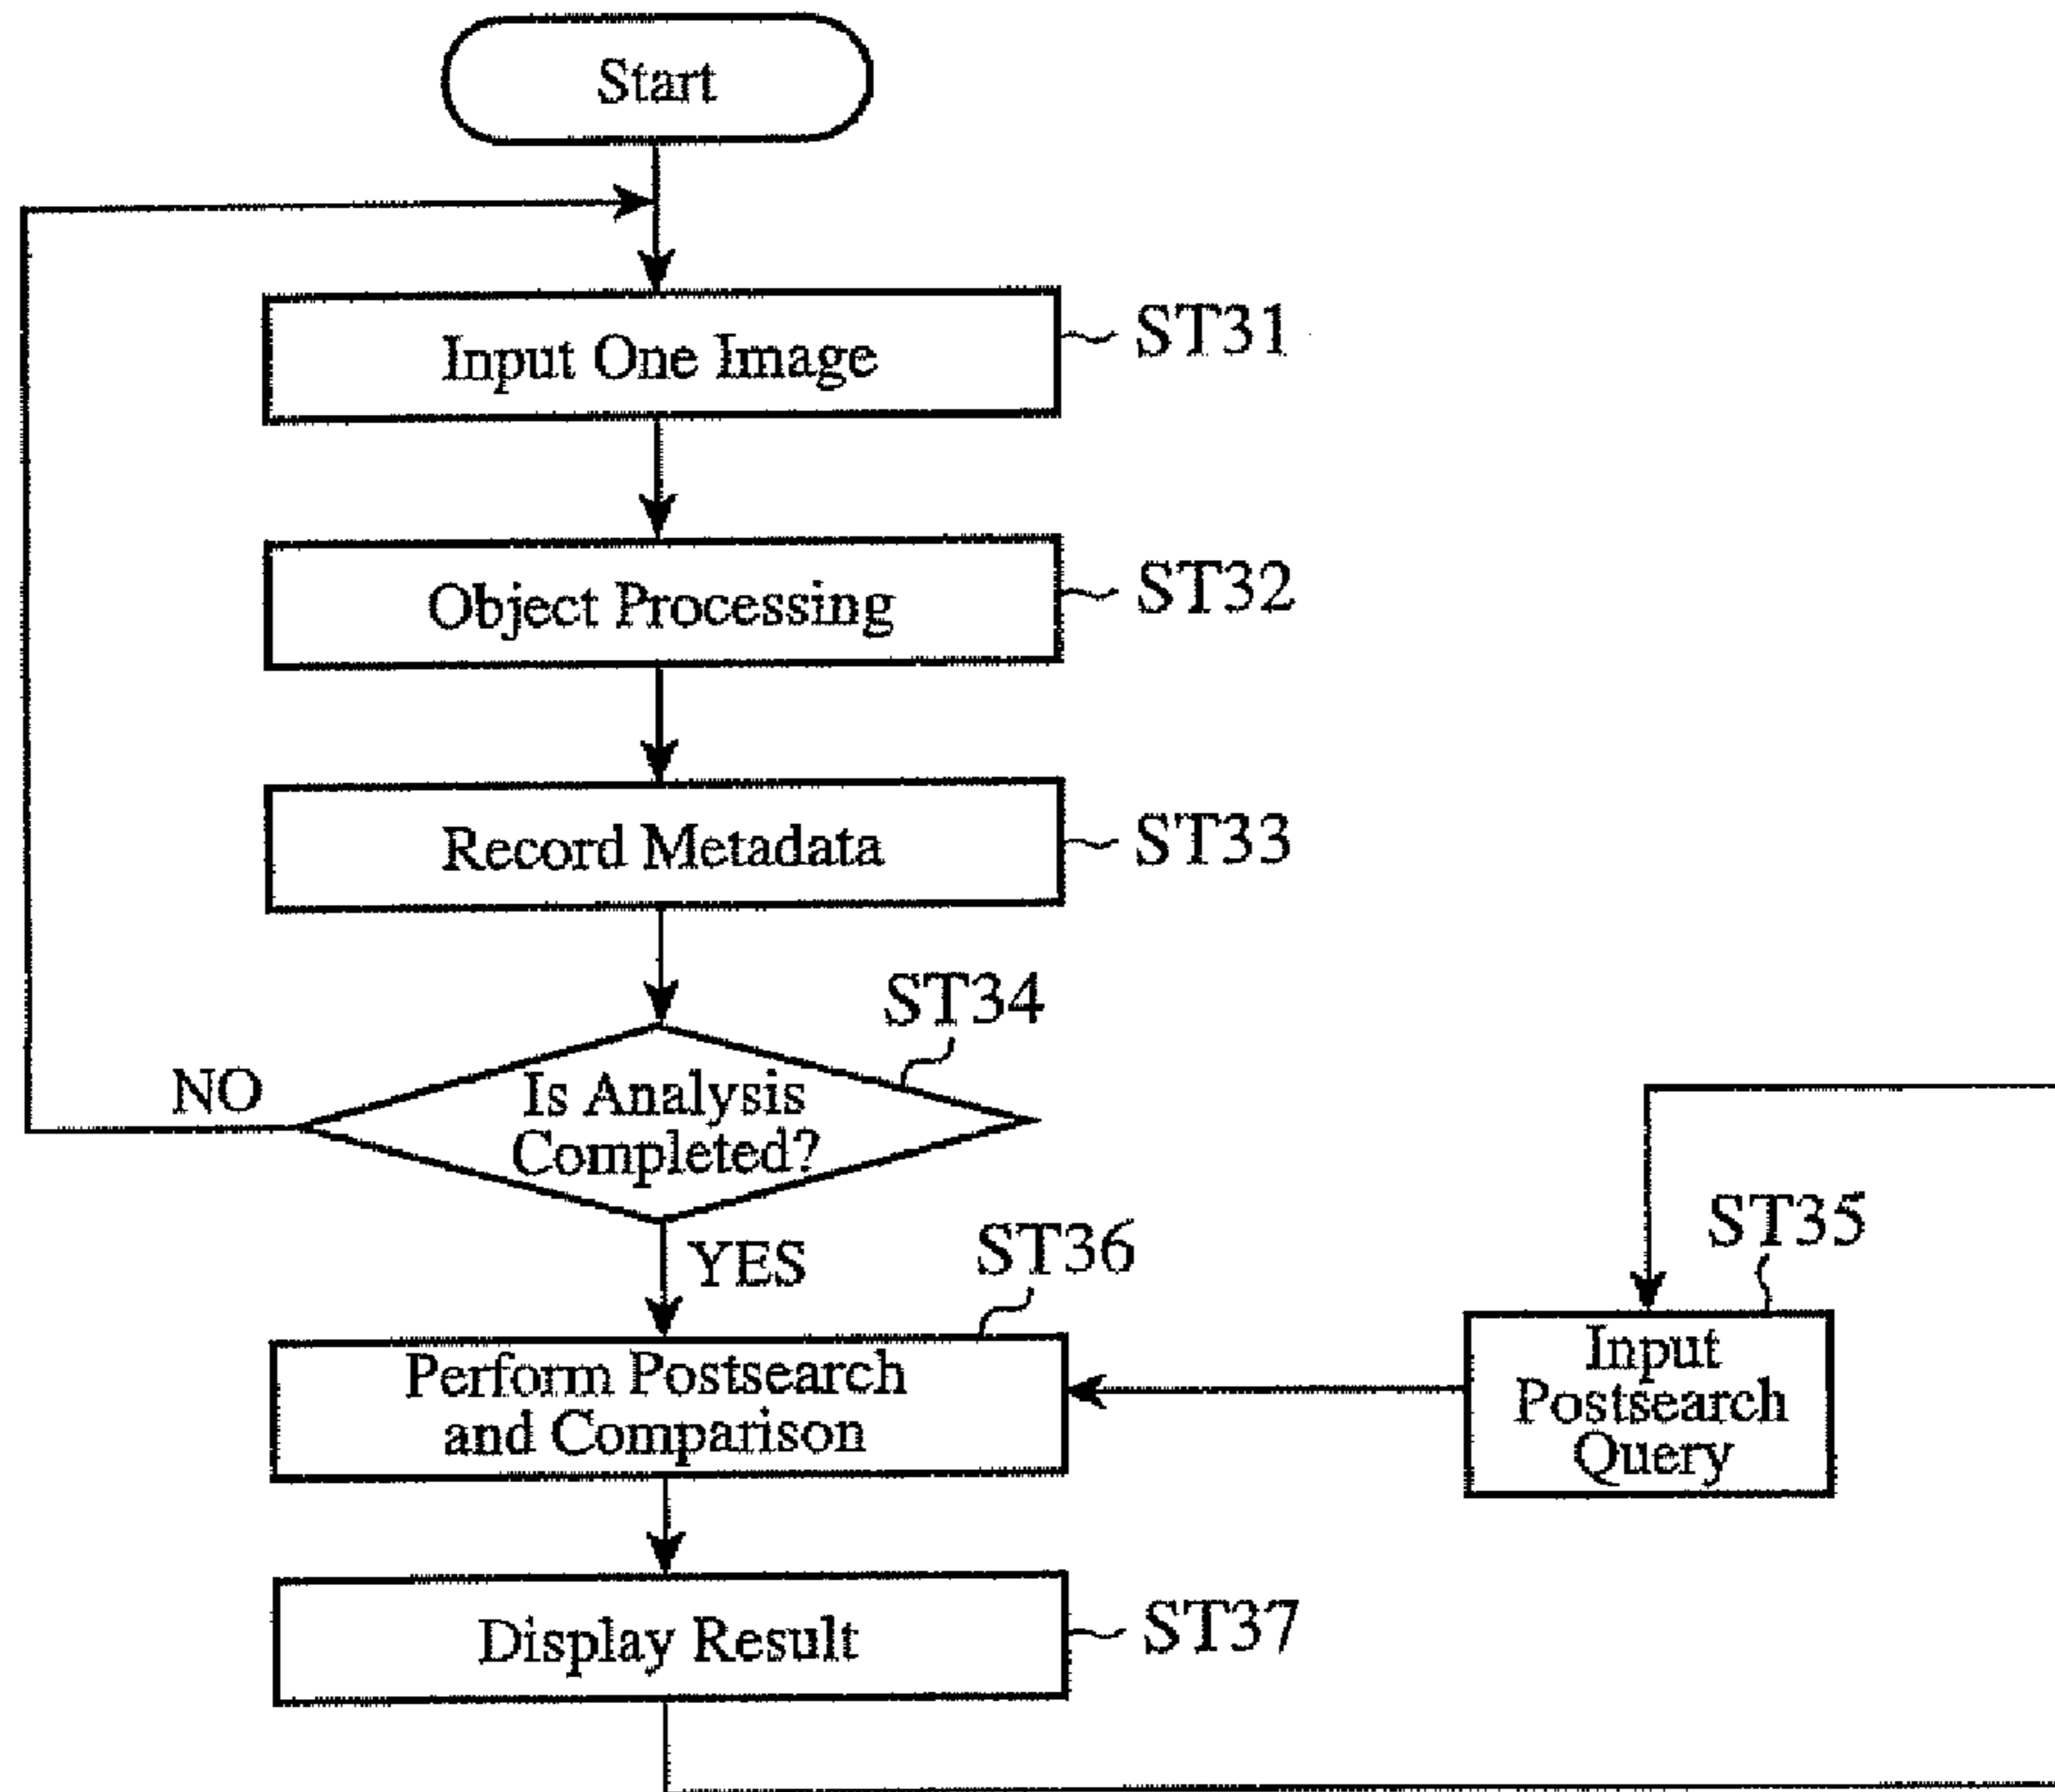 Start
Input One Image
ST31
Object Processing
ST32
Record Metadata
ST33
ST34
Is Analysis
Completed?
NO
YES
ST36
Perform Postsearch
and Comparison
ST35
Input
Postsearch
Query
Display Result
ST37